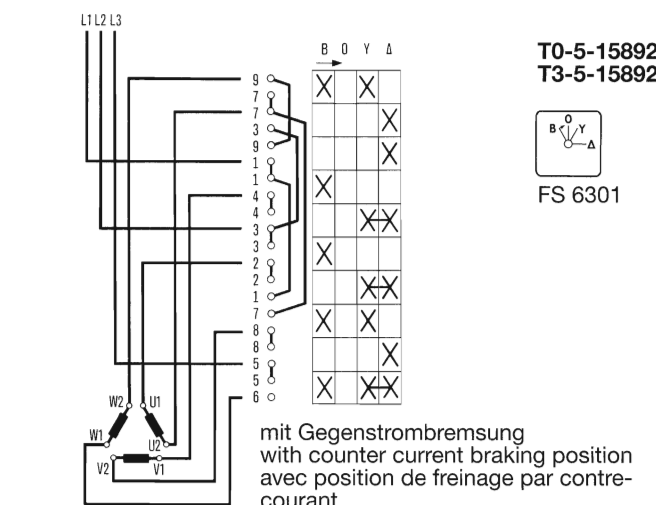 L1 L2 L3
B 0 Y Δ
9
7
7
3
9
1
1
4
4
3
3
2
2
1
7
8
8
5
5
6
W2 U1
W1 U2
V2 V1
T0-5-15892
T3-5-15892
0
B Y
Δ
FS 6301
mit Gegenstrombremsung
with counter current braking position
avec position de freinage par contre-
courant